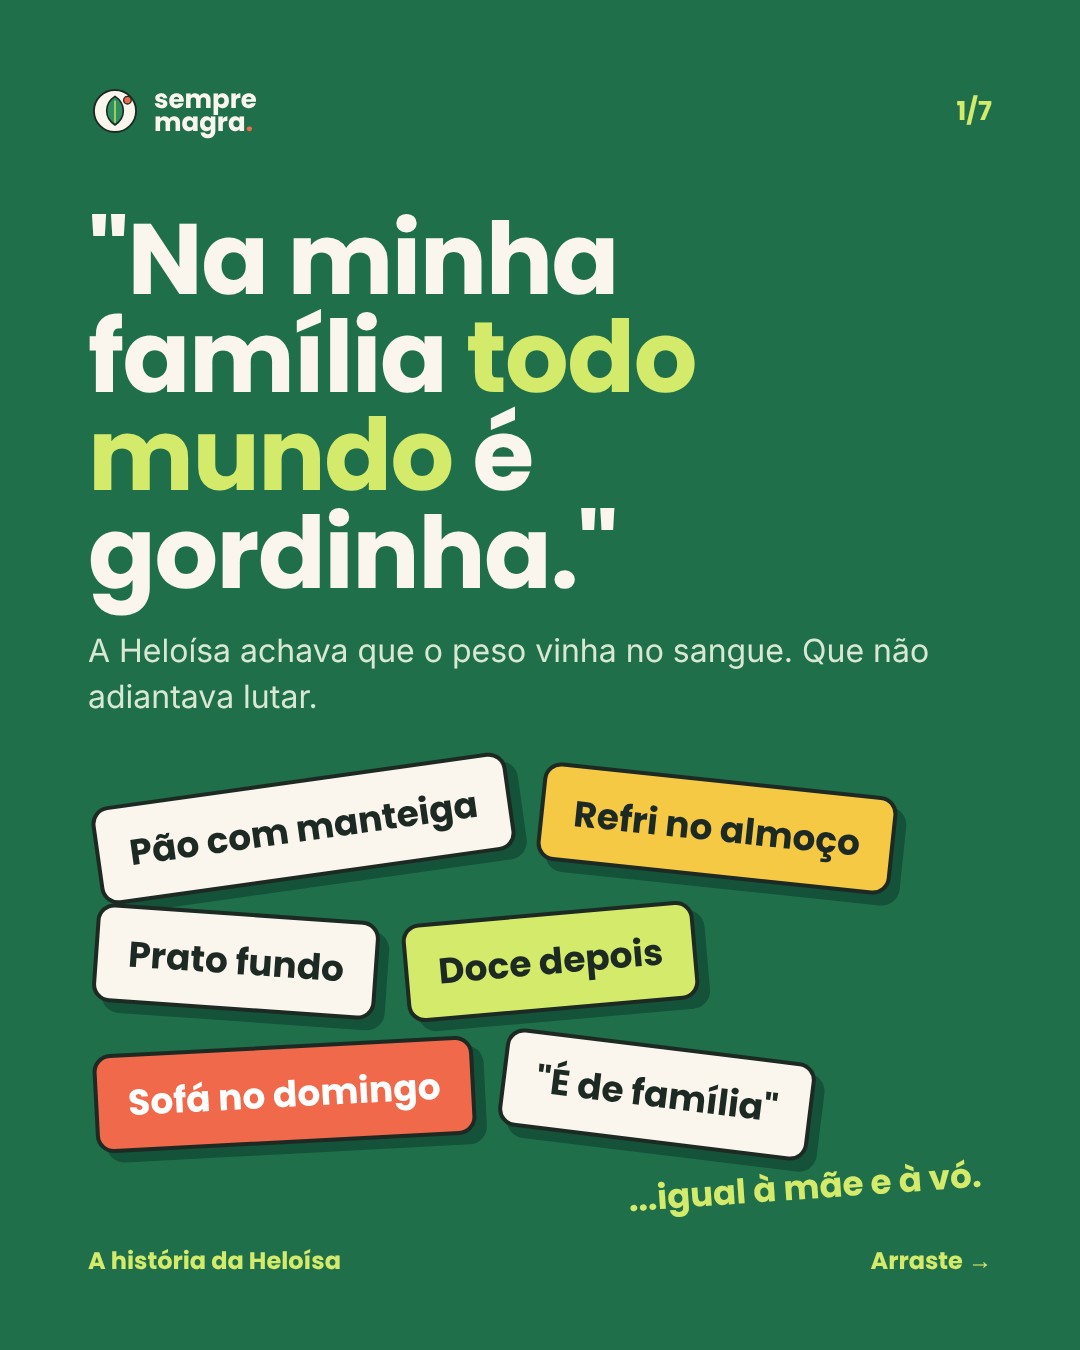 sempre
magra.
1/7
"Na minha
família todo
mundo é
gordinha."
A Heloísa achava que o peso vinha no sangue. Que não
adiantava lutar.
Pão com manteiga
Refri no almoço
Prato fundo
Doce depois
Sofá no domingo
"É de família"
...igual à mãe e à vó.
A história da Heloísa
Arraste →